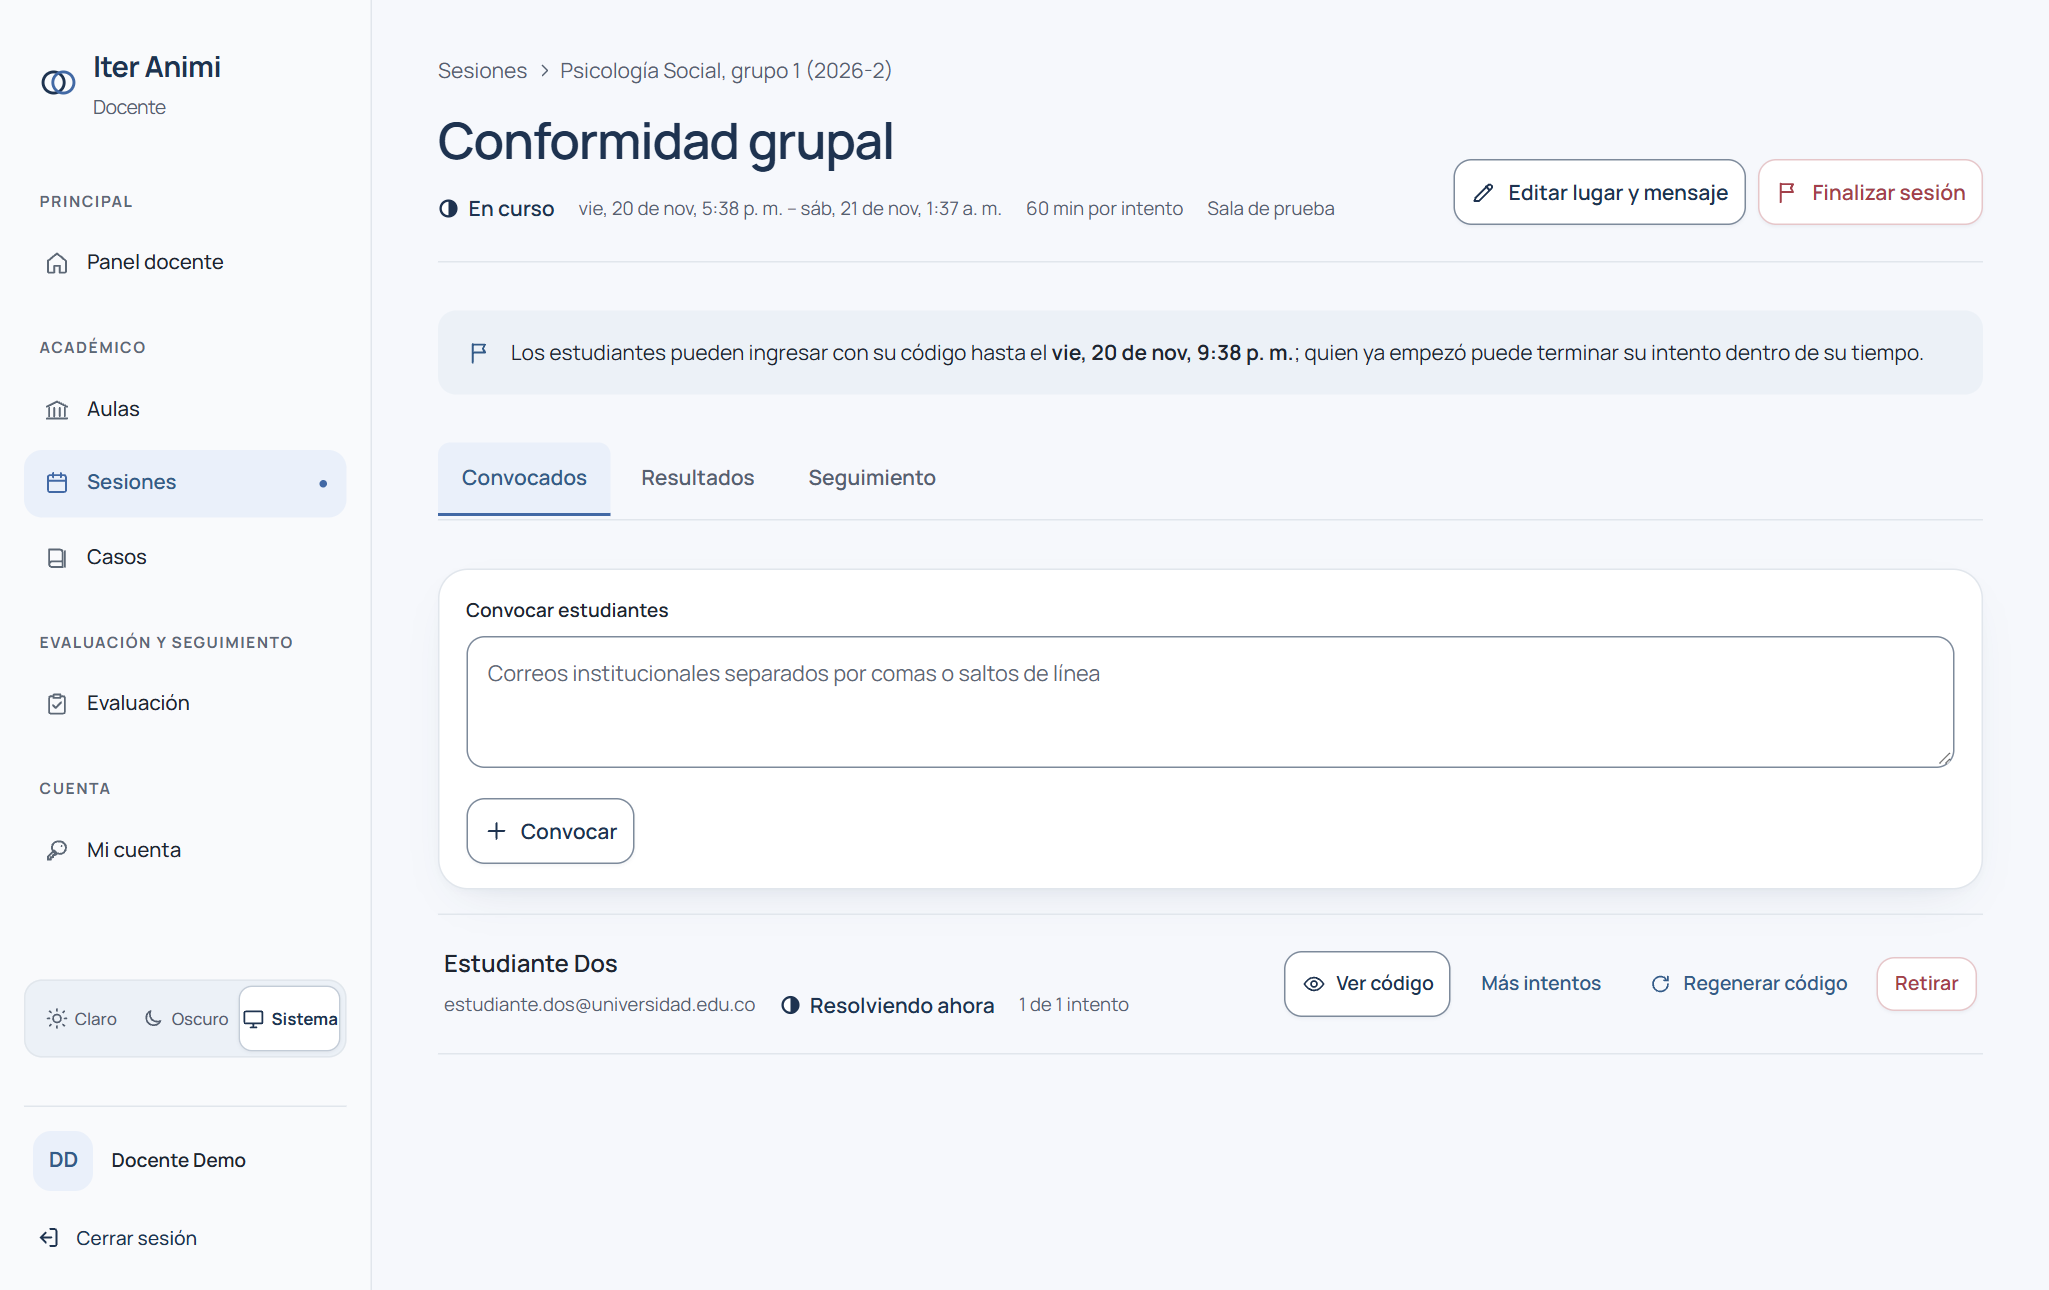 Iter Animi
Docente
PRINCIPAL
Panel docente
ACADÉMICO
Aulas
Sesiones
Casos
EVALUACIÓN Y SEGUIMIENTO
Evaluación
CUENTA
Mi cuenta
Claro Oscuro Sistema
DD Docente Demo
Cerrar sesión
Sesiones > Psicología Social, grupo 1 (2026-2)
Conformidad grupal
En curso vie, 20 de nov, 5:38 p. m. – sáb, 21 de nov, 1:37 a. m. 60 min por intento Sala de prueba
Editar lugar y mensaje Finalizar sesión
Los estudiantes pueden ingresar con su código hasta el vie, 20 de nov, 9:38 p. m.; quien ya empezó puede terminar su intento dentro de su tiempo.
Convocados Resultados Seguimiento
Convocar estudiantes
Correos institucionales separados por comas o saltos de línea
+ Convocar
Estudiante Dos
estudiante.dos@universidad.edu.co Resolviendo ahora 1 de 1 intento
Ver código Más intentos Regenerar código Retirar